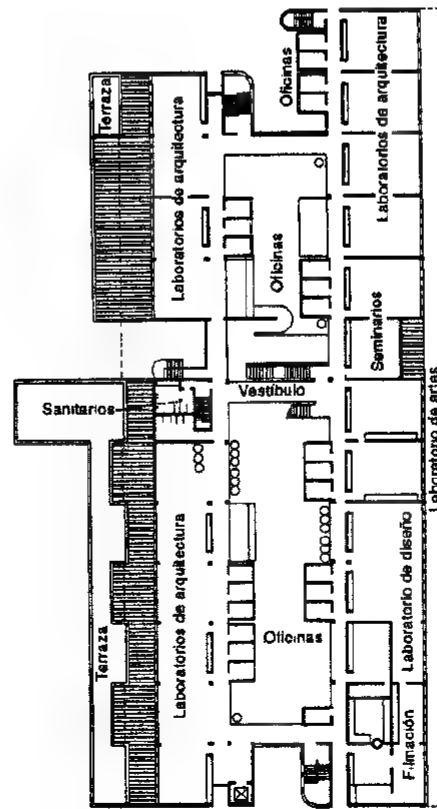 Terraza
Laboratorios de arquitectura
Oficinas
Laboratorios de arquitectura
Oficinas
Seminarios
Sanitarios
Vestíbulo
Laboratorio de artes
Terraza
Laboratorios de arquitectura
Oficinas
Laboratorio de diseño
Filmación